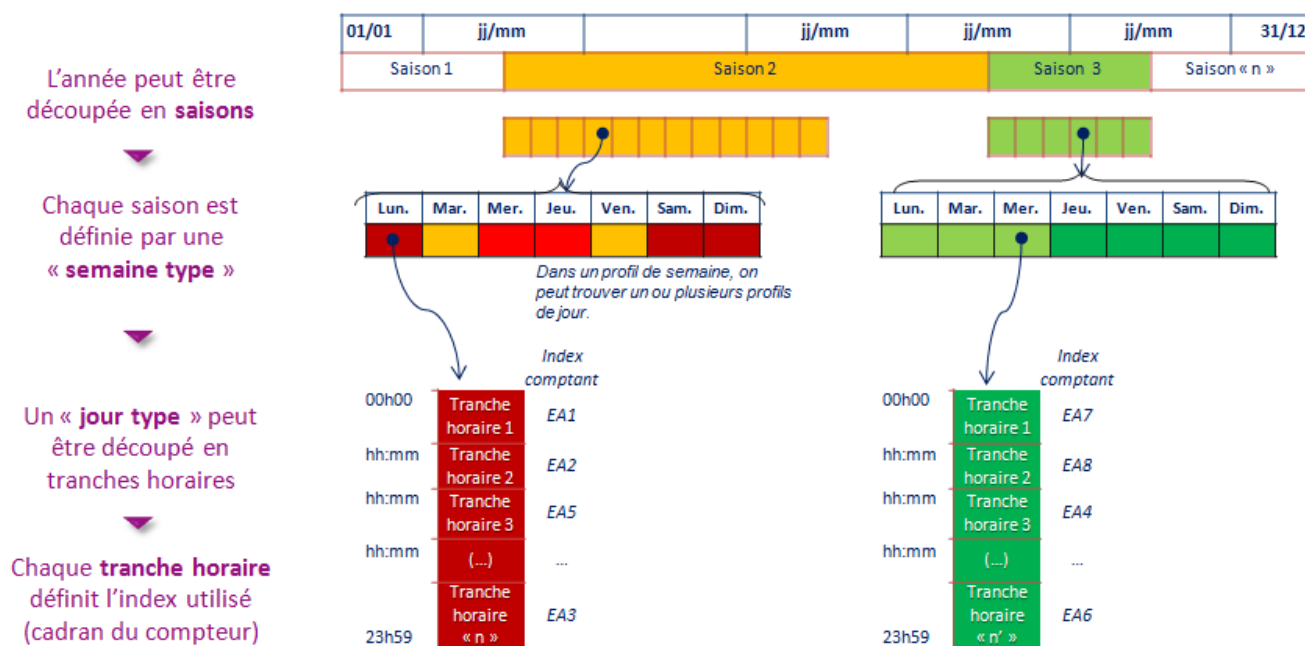 01/01 jj/mm jj/mm jj/mm jj/mm 31/12
Saison 1 Saison 2 Saison 3 Saison « n »
L'année peut être
découpée en saisons
Chaque saison est
définie par une
« semaine type »
Lun. Mar. Mer. Jeu. Ven. Sam. Dim.
Lun. Mar. Mer. Jeu. Ven. Sam. Dim.
Dans un profil de semaine, on
peut trouver un ou plusieurs profils
de jour.
Un « jour type » peut
être découpé en
tranches horaires
Chaque tranche horaire
définit l'index utilisé
(cadran du compteur)
Index
comptant
00h00
Tranche
horaire 1
EA1
hh:mm
Tranche
horaire 2
EA2
hh:mm
Tranche
horaire 3
EA5
hh:mm
(...)
...
Tranche
horaire
« n »
EA3
23h59
Index
comptant
00h00
Tranche
horaire 1
EA7
hh:mm
Tranche
horaire 2
EA8
hh:mm
Tranche
horaire 3
EA4
hh:mm
(...)
...
Tranche
horaire
« n' »
EA6
23h59